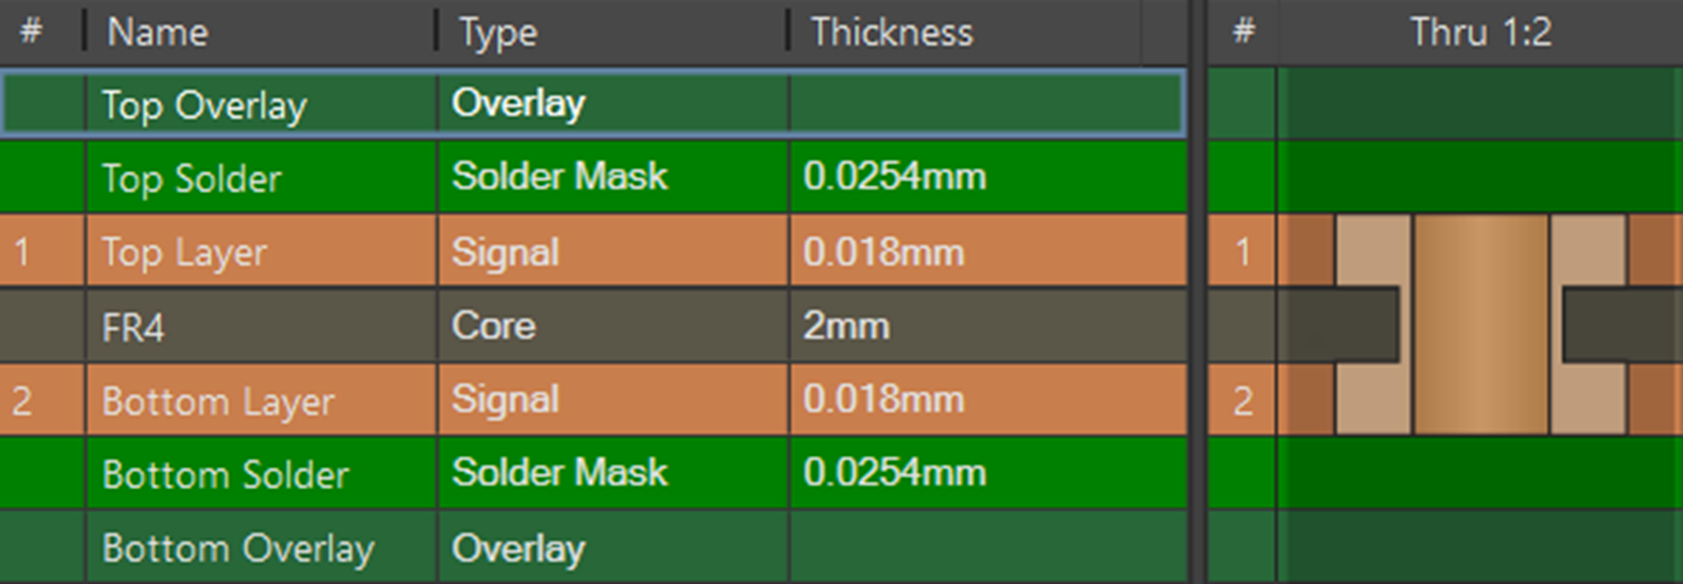 # Name Type Thickness # Thru 1:2
Top Overlay Overlay
Top Solder Solder Mask 0.0254mm
1 Top Layer Signal 0.018mm 1
FR4 Core 2mm
2 Bottom Layer Signal 0.018mm 2
Bottom Solder Solder Mask 0.0254mm
Bottom Overlay Overlay